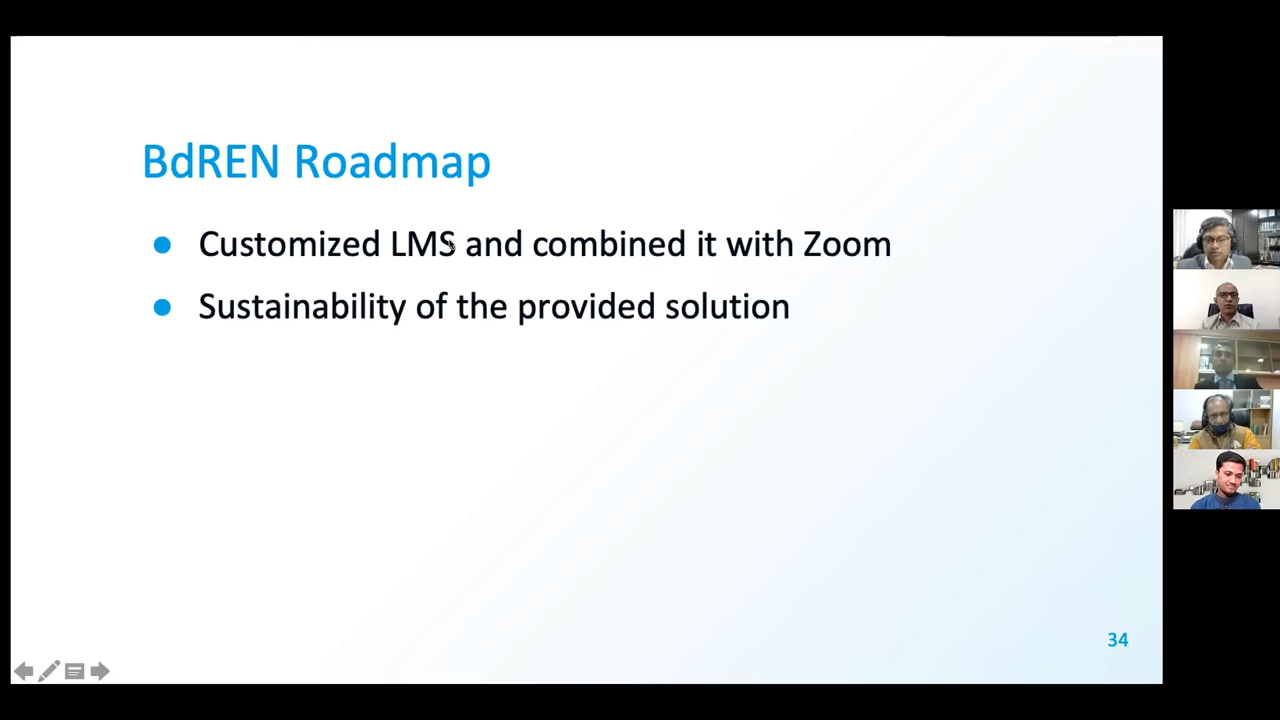 BdREN Roadmap
Customized LMS and combined it with Zoom
Sustainability of the provided solution
34